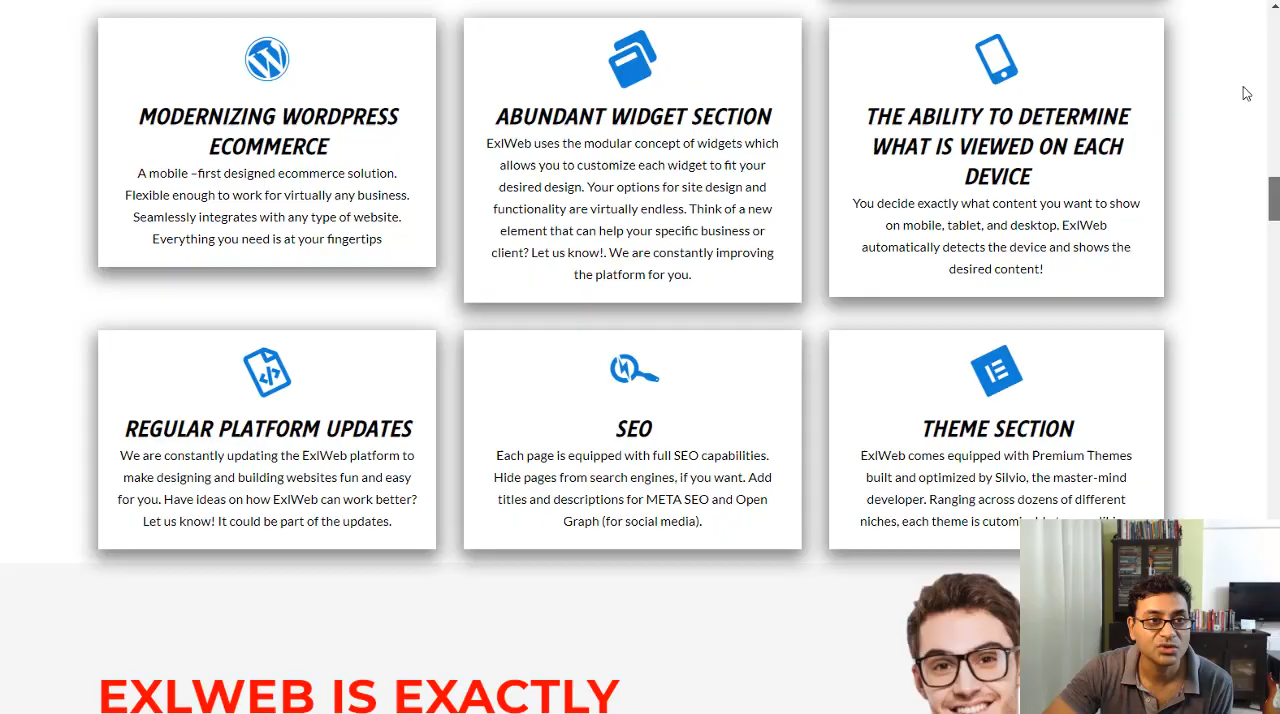 MODERNIZING WORDPRESS
ECOMMERCE
A mobile –first designed ecommerce solution.
Flexible enough to work for virtually any business.
Seamlessly integrates with any type of website.
Everything you need is at your fingertips
ABUNDANT WIDGET SECTION
ExlWeb uses the modular concept of widgets which
allows you to customize each widget to fit your
desired design. Your options for site design and
functionality are virtually endless. Think of a new
element that can help your specific business or
client? Let us know!. We are constantly improving
the platform for you.
THE ABILITY TO DETERMINE
WHAT IS VIEWED ON EACH
DEVICE
You decide exactly what content you want to show
on mobile, tablet, and desktop. ExlWeb
automatically detects the device and shows the
desired content!
REGULAR PLATFORM UPDATES
We are constantly updating the ExlWeb platform to
make designing and building websites fun and easy
for you. Have ideas on how ExlWeb can work better?
Let us know! It could be part of the updates.
SEO
Each page is equipped with full SEO capabilities.
Hide pages from search engines, if you want. Add
titles and descriptions for META SEO and Open
Graph (for social media).
THEME SECTION
ExlWeb comes equipped with Premium Themes
built and optimized by Silvio, the master-mind
developer. Ranging across dozens of different
niches, each theme is
EXLWEB IS EXACTLY